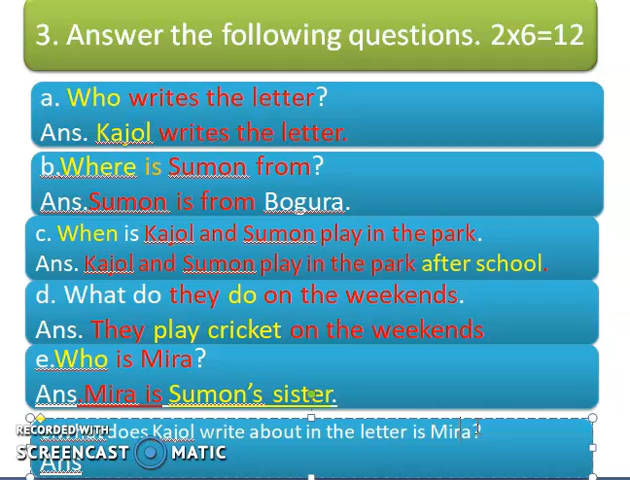 3. Answer the following questions. 2x6=12
a. Who writes the letter?
Ans. Kajol writes the letter.
b.Where is Sumon from?
Ans.Sumon is from Bogura.
c. When is Kajol and Sumon play in the park.
Ans. Kajol and Sumon play in the park after school.
d. What do they do on the weekends.
Ans. They play cricket on the weekends
e.Who is Mira?
Ans.Mira is Sumon's sister.
does Kajol write about in the letter is Mira?
Ans
RECORDED WITH
SCREENCAST MATIC